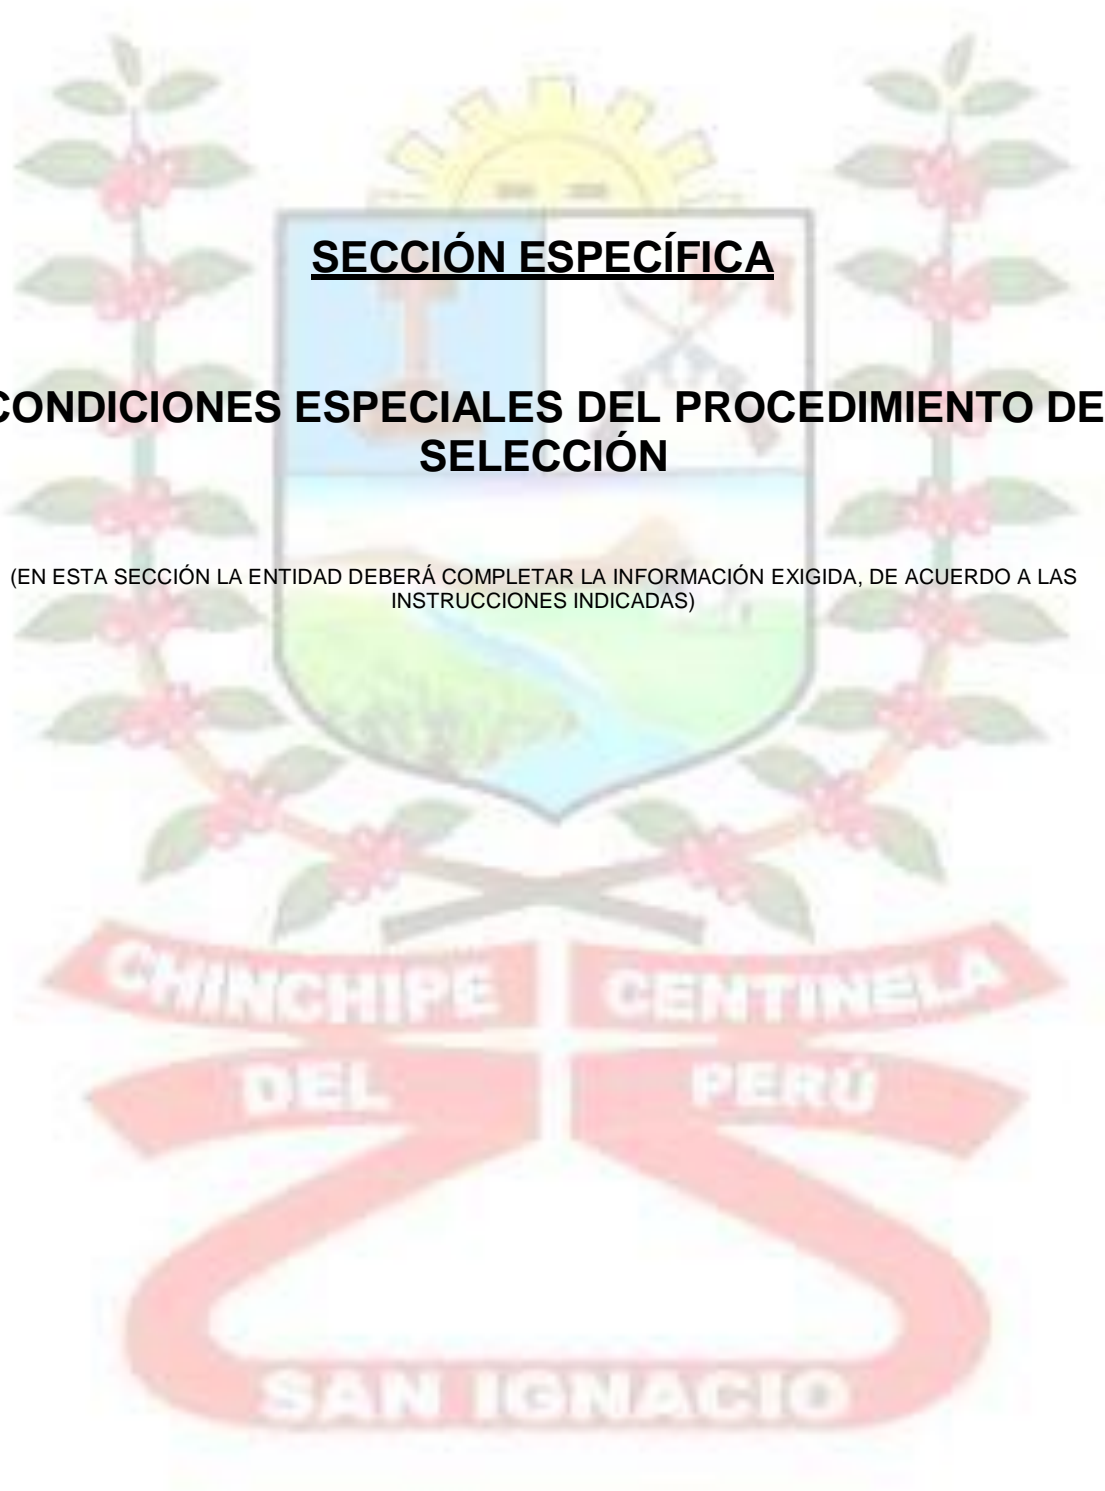 SECCIÓN ESPECÍFICA
CONDICIONES ESPECIALES DEL PROCEDIMIENTO DE
SELECCIÓN
(EN ESTA SECCIÓN LA ENTIDAD DEBERÁ COMPLETAR LA INFORMACIÓN EXIGIDA, DE ACUERDO A LAS
INSTRUCCIONES INDICADAS)
CHINCHIPE CENTINELA
DEL PERÚ
SAN IGNACIO